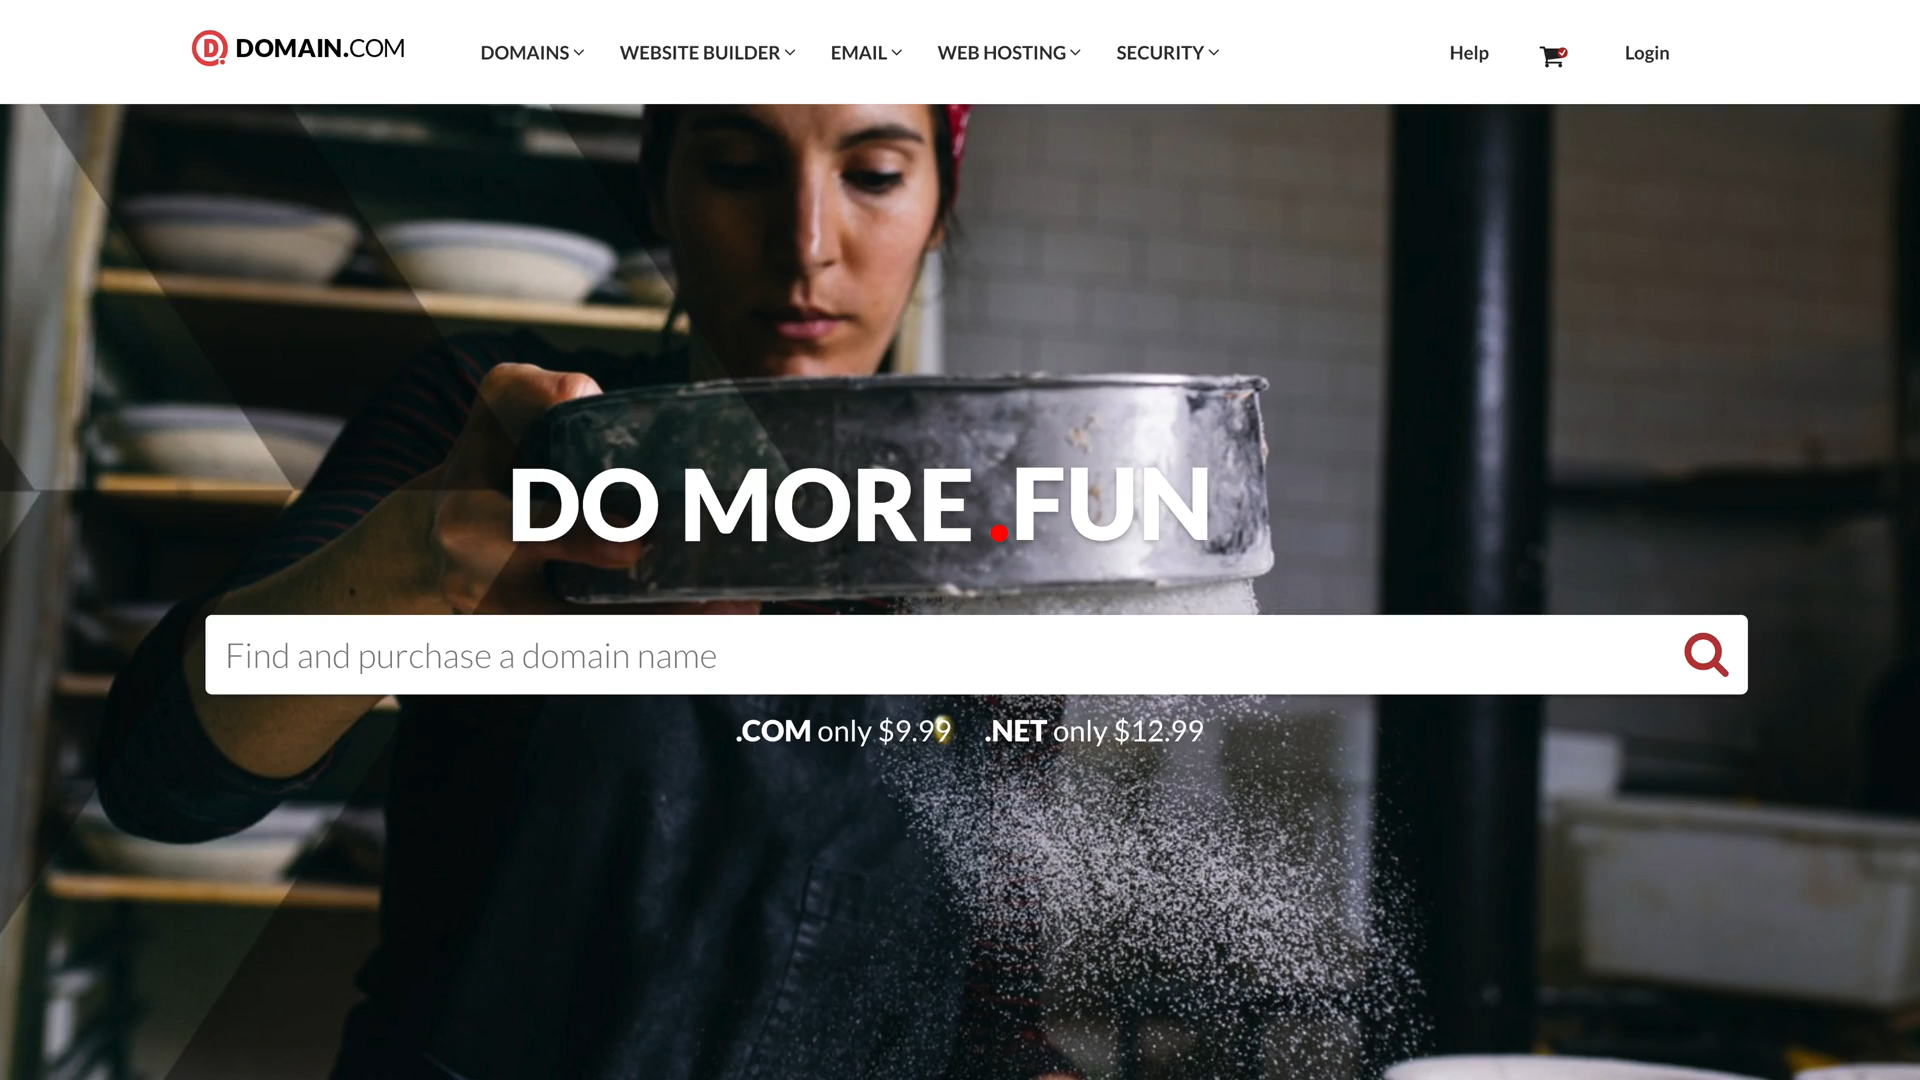 DOMAIN.COM
DOMAINS WEBSITE BUILDER EMAIL WEB HOSTING SECURITY Help Login
DO MORE .FUN
Find and purchase a domain name
.COM only $9.99 .NET only $12.99